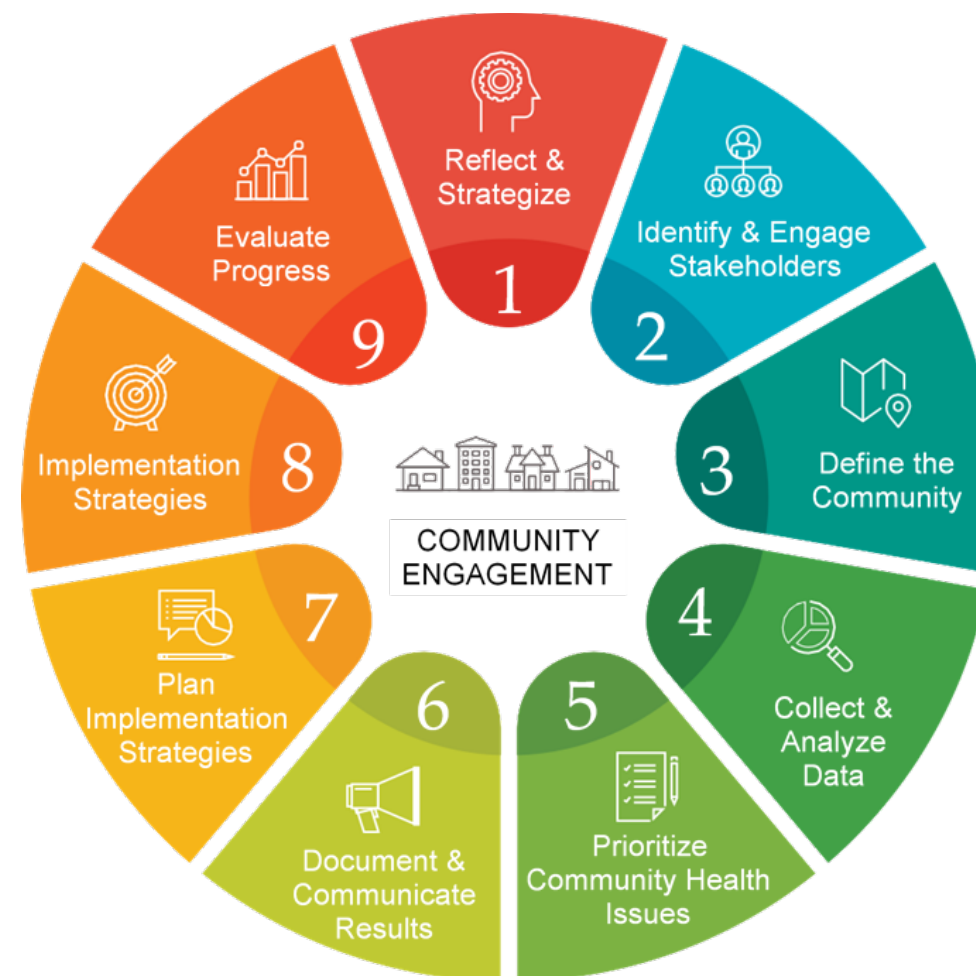 Reflect &
Strategize
1
Identify & Engage
Stakeholders
2
Define the
Community
3
Collect &
Analyze
Data
4
Prioritize
Community Health
Issues
5
Document &
Communicate
Results
6
Plan
Implementation
Strategies
7
Implementation
Strategies
8
Evaluate
Progress
9
COMMUNITY
ENGAGEMENT